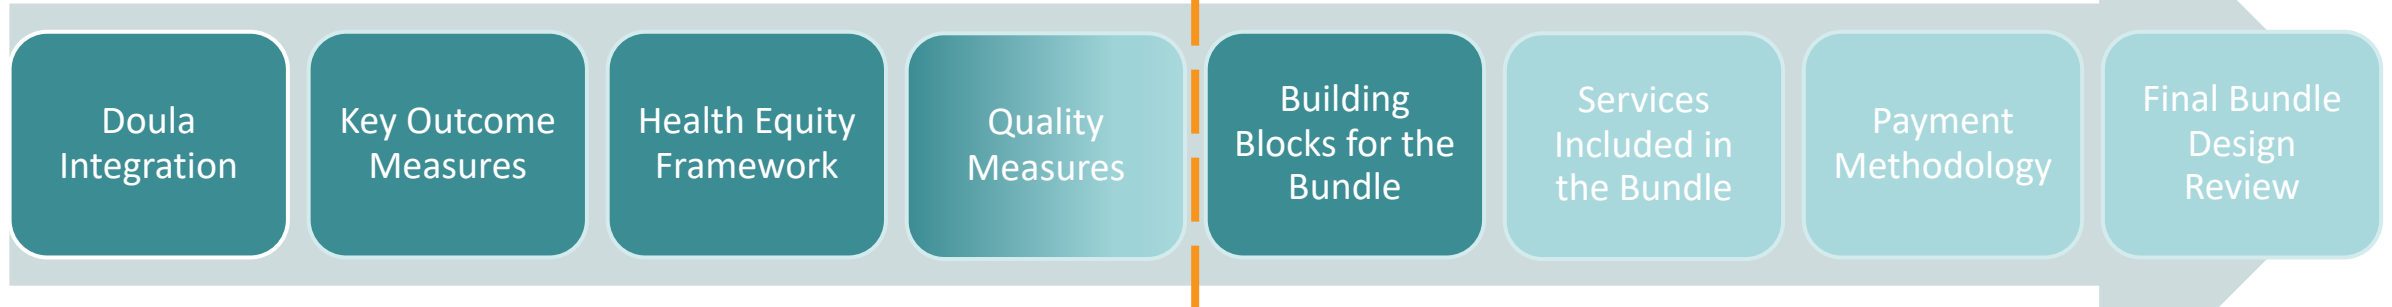 Doula
Integration
Key Outcome
Measures
Health Equity
Framework
Quality
Measures
Building
Blocks for the
Bundle
Services
Included in
the Bundle
Payment
Methodology
Final Bundle
Design
Review